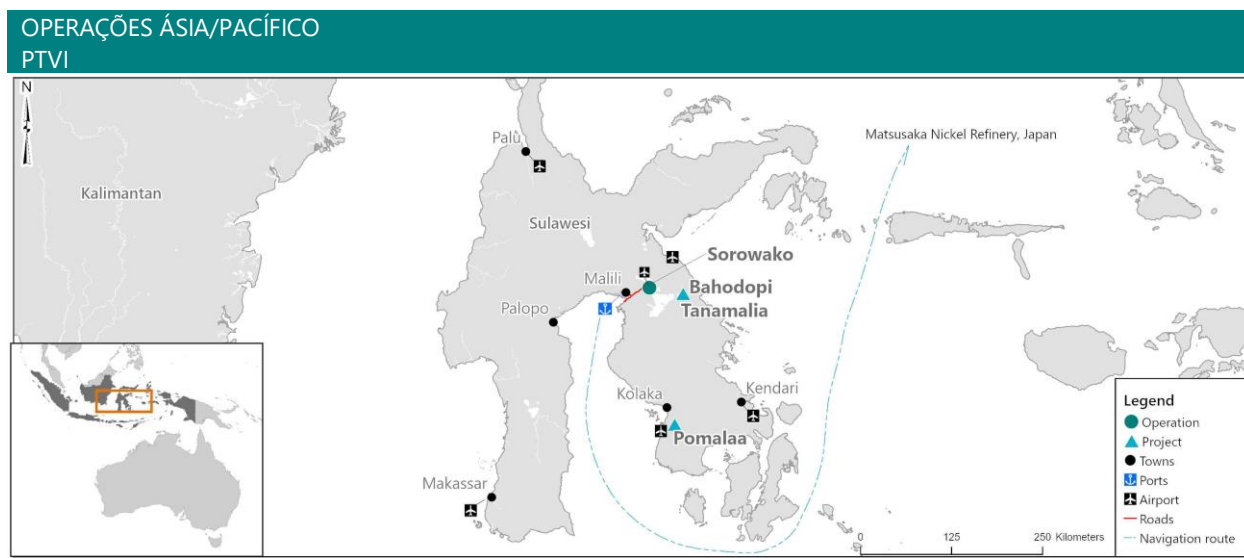 OPERAÇÕES ÁSIA/PACÍFICO
PTVI
N
Matsusaka Nickel Refinery, Japan
Palu
Kalimantan
Sulawesi
Sorowako
Malili
Bahodopi
Tanamalia
Palopo
Kolaka
Kendari
Pomalaa
Makassar
Legend
Operation
Project
Towns
Ports
Airport
Roads
Navigation route
0 125 250 Kilometers